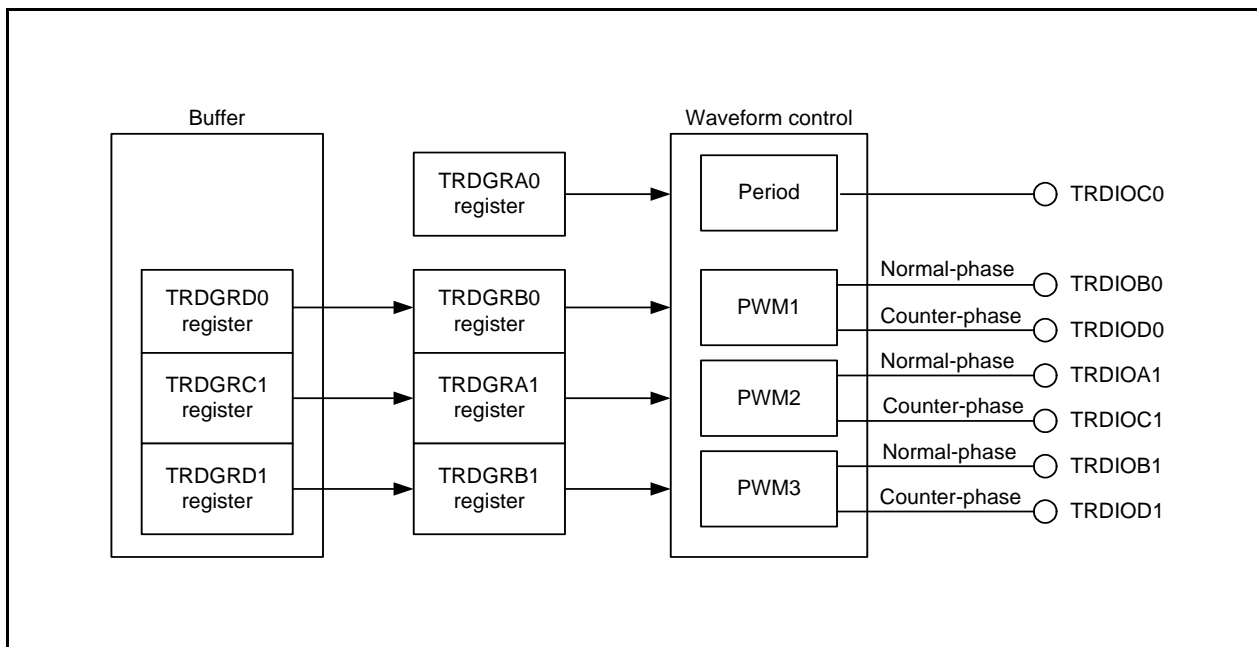 Buffer
Waveform control
TRDGRA0
register
Period
TRDIOC0
TRDGRD0
register
TRDGRB0
register
PWM1
Normal-phase
TRDIOB0
Counter-phase
TRDIOD0
TRDGRC1
register
TRDGRA1
register
PWM2
Normal-phase
TRDIOA1
Counter-phase
TRDIOC1
TRDGRD1
register
TRDGRB1
register
PWM3
Normal-phase
TRDIOB1
Counter-phase
TRDIOD1